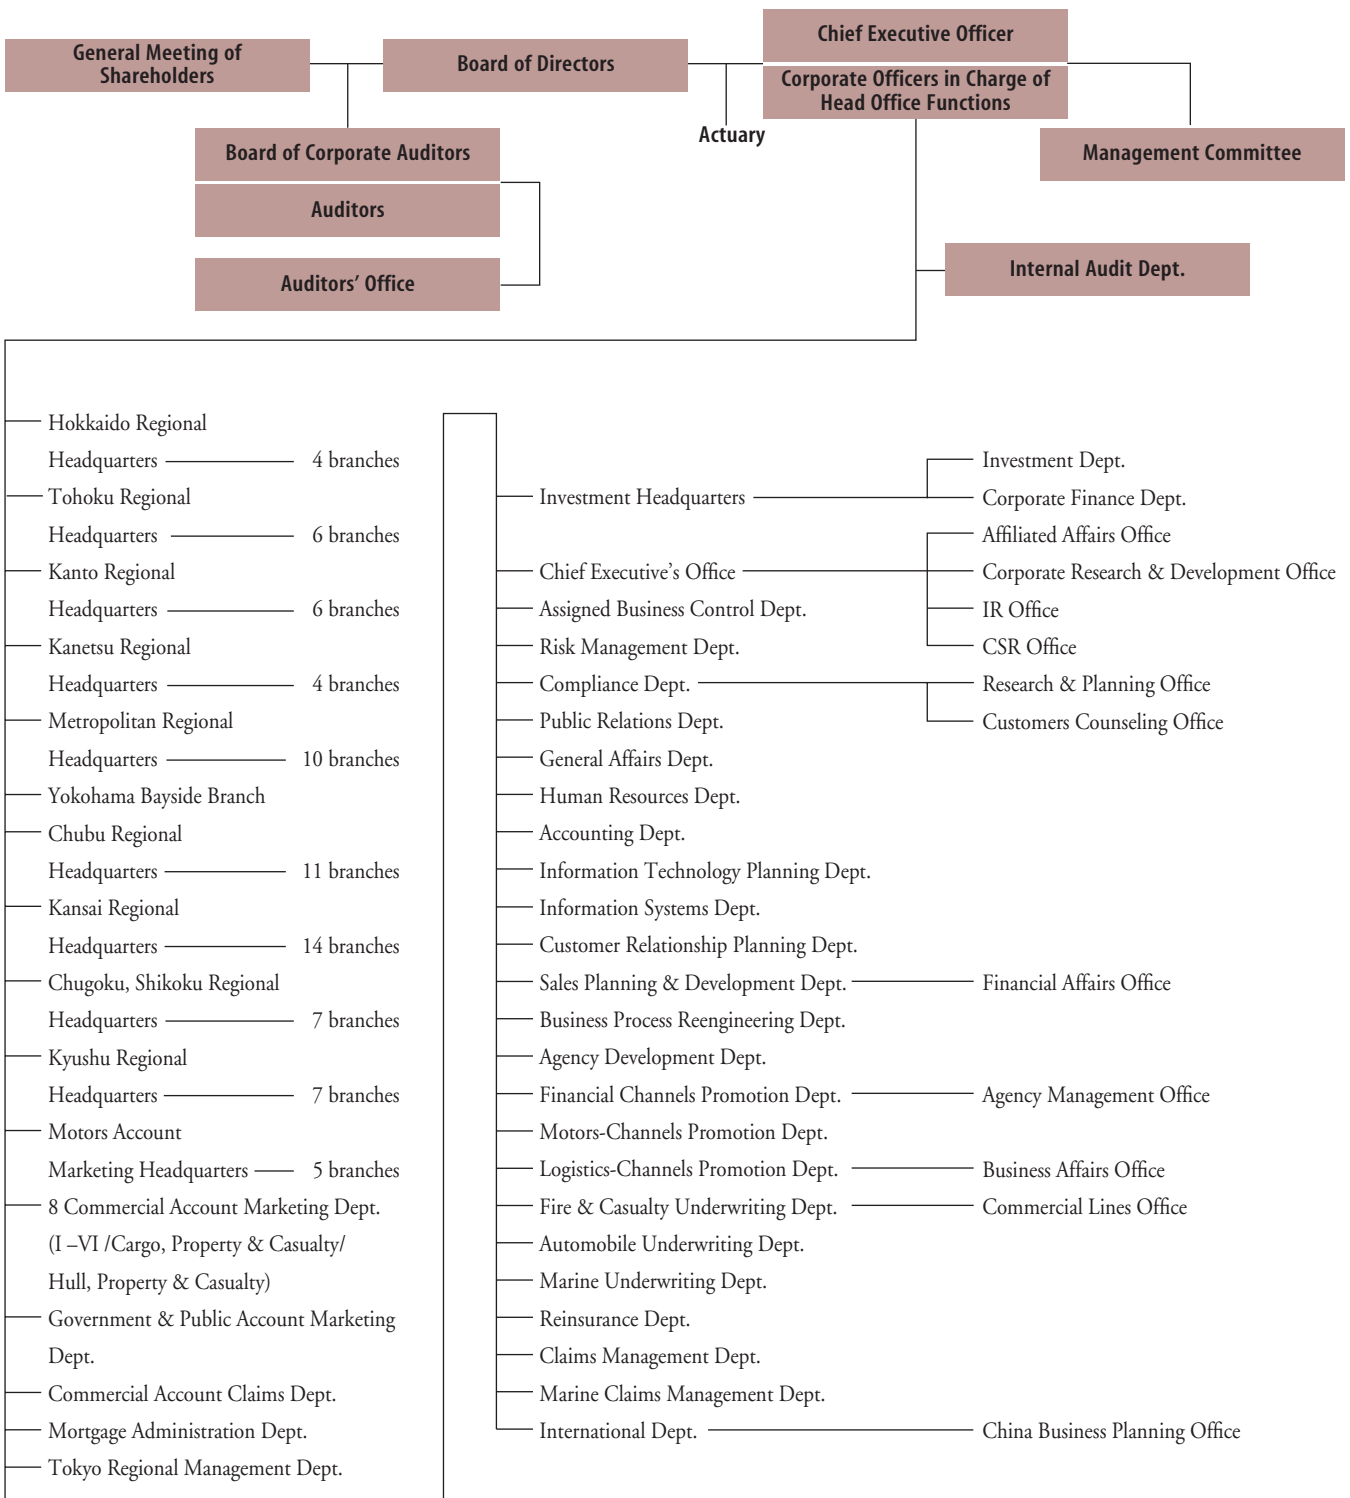 General Meeting of
Shareholders
Board of Directors
Chief Executive Officer
Corporate Officers in Charge of
Head Office Functions
Actuary
Board of Corporate Auditors
Management Committee
Auditors
Auditors’ Office
Internal Audit Dept.
Hokkaido Regional
Headquarters 4 branches
Tohoku Regional
Headquarters 6 branches
Kanto Regional
Headquarters 6 branches
Kanetsu Regional
Headquarters 4 branches
Metropolitan Regional
Headquarters 10 branches
Yokohama Bayside Branch
Chubu Regional
Headquarters 11 branches
Kansai Regional
Headquarters 14 branches
Chugoku, Shikoku Regional
Headquarters 7 branches
Kyushu Regional
Headquarters 7 branches
Motors Account
Marketing Headquarters 5 branches
8 Commercial Account Marketing Dept.
(I –VI /Cargo, Property & Casualty/
Hull, Property & Casualty)
Government & Public Account Marketing
Dept.
Commercial Account Claims Dept.
Mortgage Administration Dept.
Tokyo Regional Management Dept.
Investment Headquarters
Investment Dept.
Corporate Finance Dept.
Chief Executive’s Office
Affiliated Affairs Office
Corporate Research & Development Office
IR Office
CSR Office
Assigned Business Control Dept.
Risk Management Dept.
Compliance Dept.
Research & Planning Office
Customers Counseling Office
Public Relations Dept.
General Affairs Dept.
Human Resources Dept.
Accounting Dept.
Information Technology Planning Dept.
Information Systems Dept.
Customer Relationship Planning Dept.
Sales Planning & Development Dept. Financial Affairs Office
Business Process Reengineering Dept.
Agency Development Dept.
Financial Channels Promotion Dept. Agency Management Office
Motors-Channels Promotion Dept.
Logistics-Channels Promotion Dept. Business Affairs Office
Fire & Casualty Underwriting Dept. Commercial Lines Office
Automobile Underwriting Dept.
Marine Underwriting Dept.
Reinsurance Dept.
Claims Management Dept.
Marine Claims Management Dept.
International Dept. China Business Planning Office